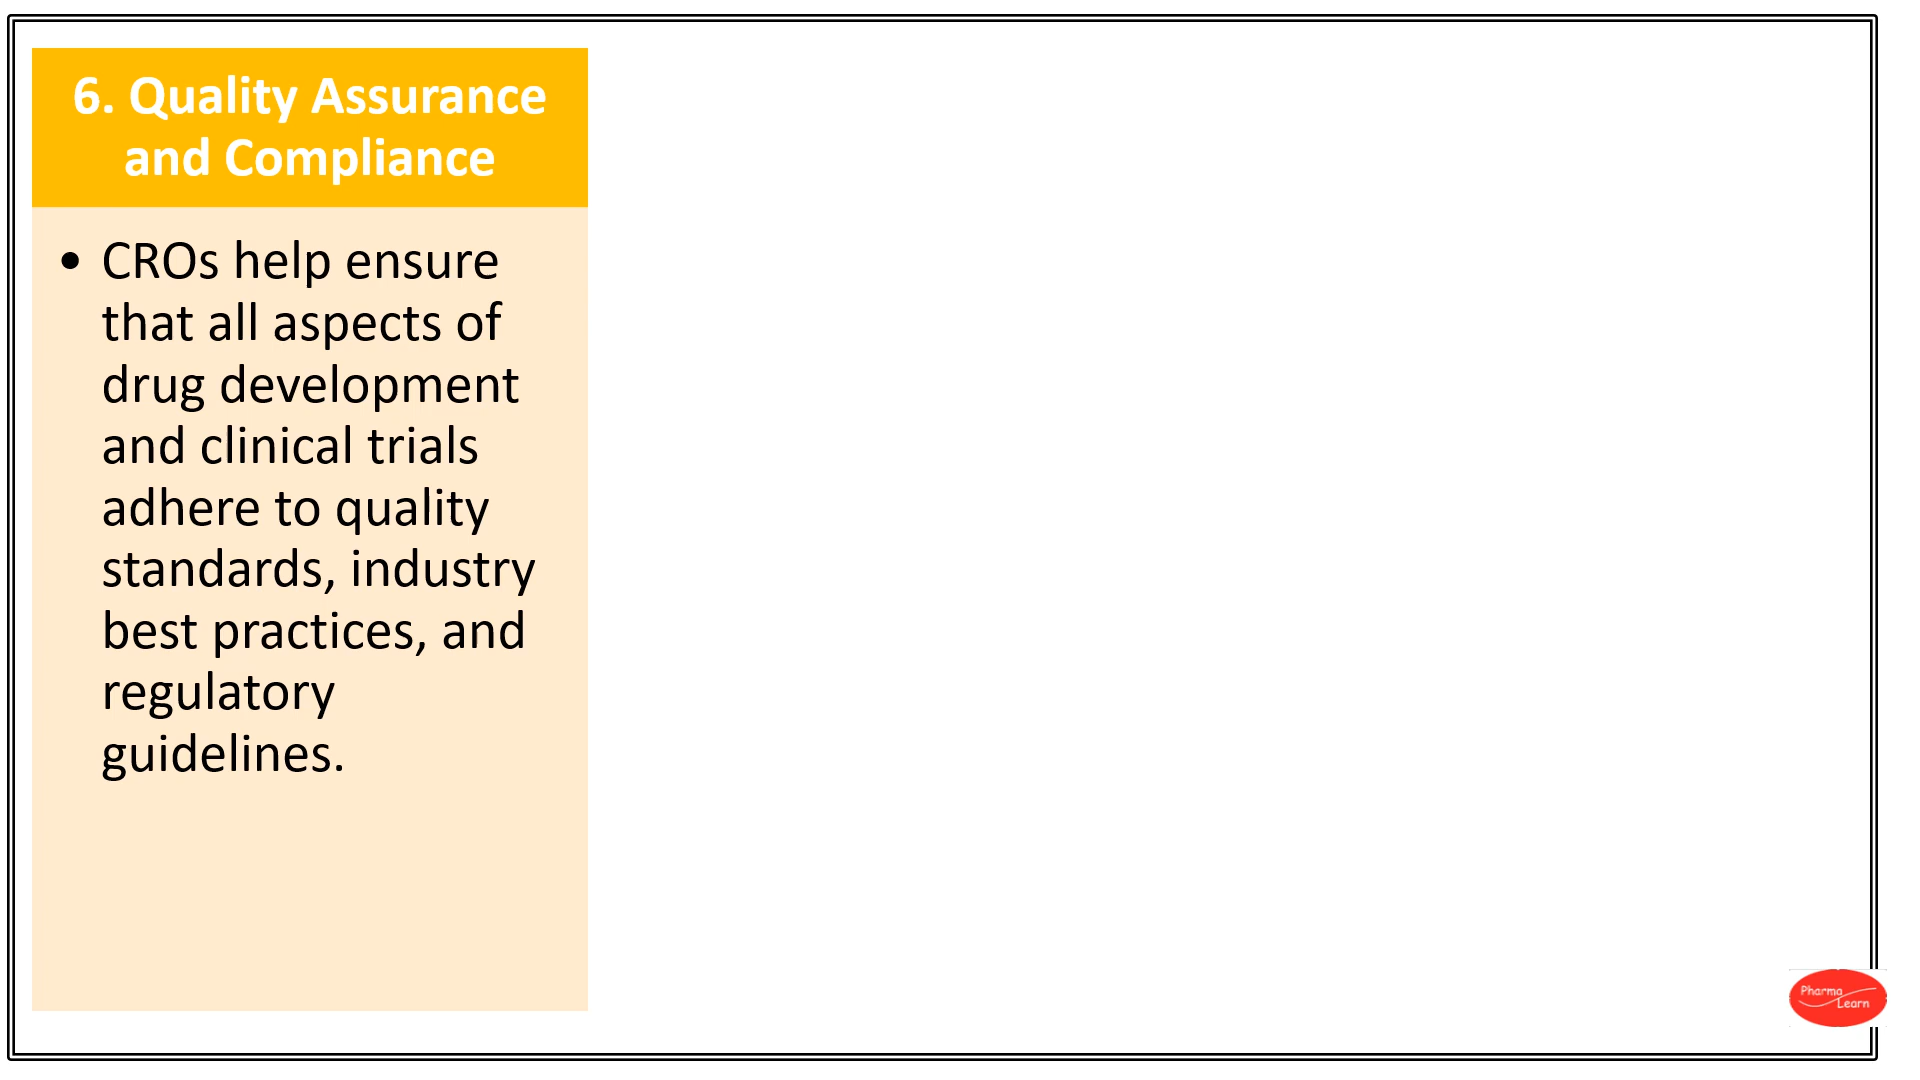 6. Quality Assurance
and Compliance
• CROs help ensure
that all aspects of
drug development
and clinical trials
adhere to quality
standards, industry
best practices, and
regulatory
guidelines.
Pharma
Learn